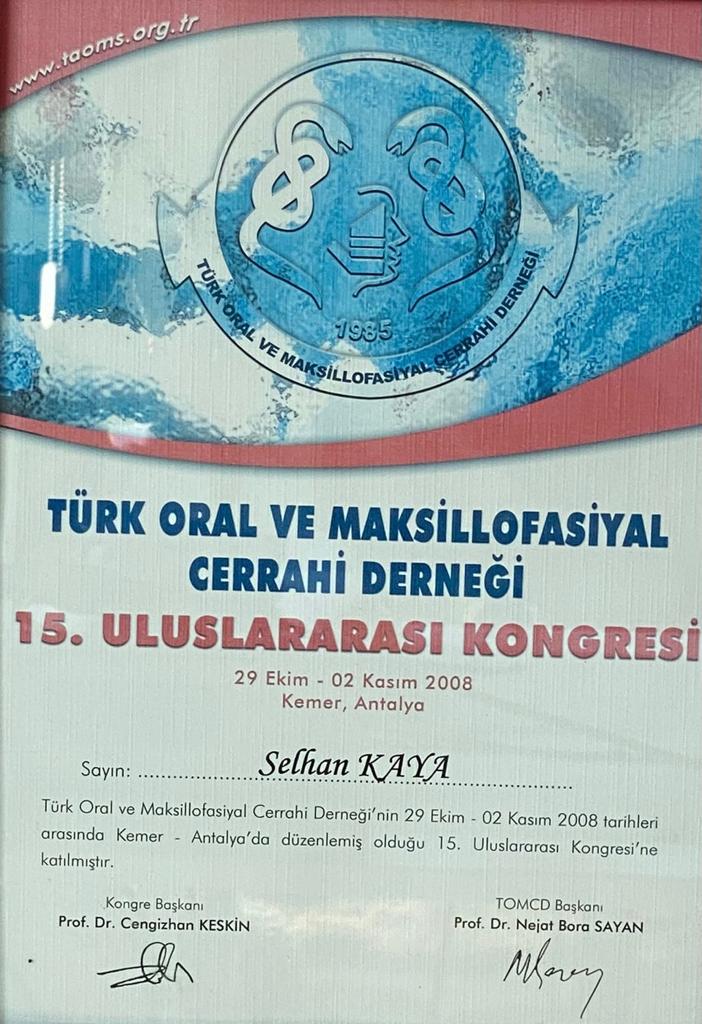 www.taoms.org.tr
1985
TÜRK ORAL VE MAKSİLLOFASİYAL CERRAHİ DERNEĞİ
TÜRK ORAL VE MAKSİLLOFASİYAL
CERRAHİ DERNEĞİ
15. ULUSLARARASI KONGRESİ
29 Ekim - 02 Kasım 2008
Kemer, Antalya
Sayın: Selhan KAYA
Türk Oral ve Maksillofasiyal Cerrahi Derneği'nin 29 Ekim - 02 Kasım 2008 tarihleri
arasında Kemer - Antalya'da düzenlemiş olduğu 15. Uluslararası Kongresi'ne
katılmıştır.
Kongre Başkanı
Prof. Dr. Cengizhan KESKİN
TOMCD Başkanı
Prof. Dr. Nejat Bora SAYAN